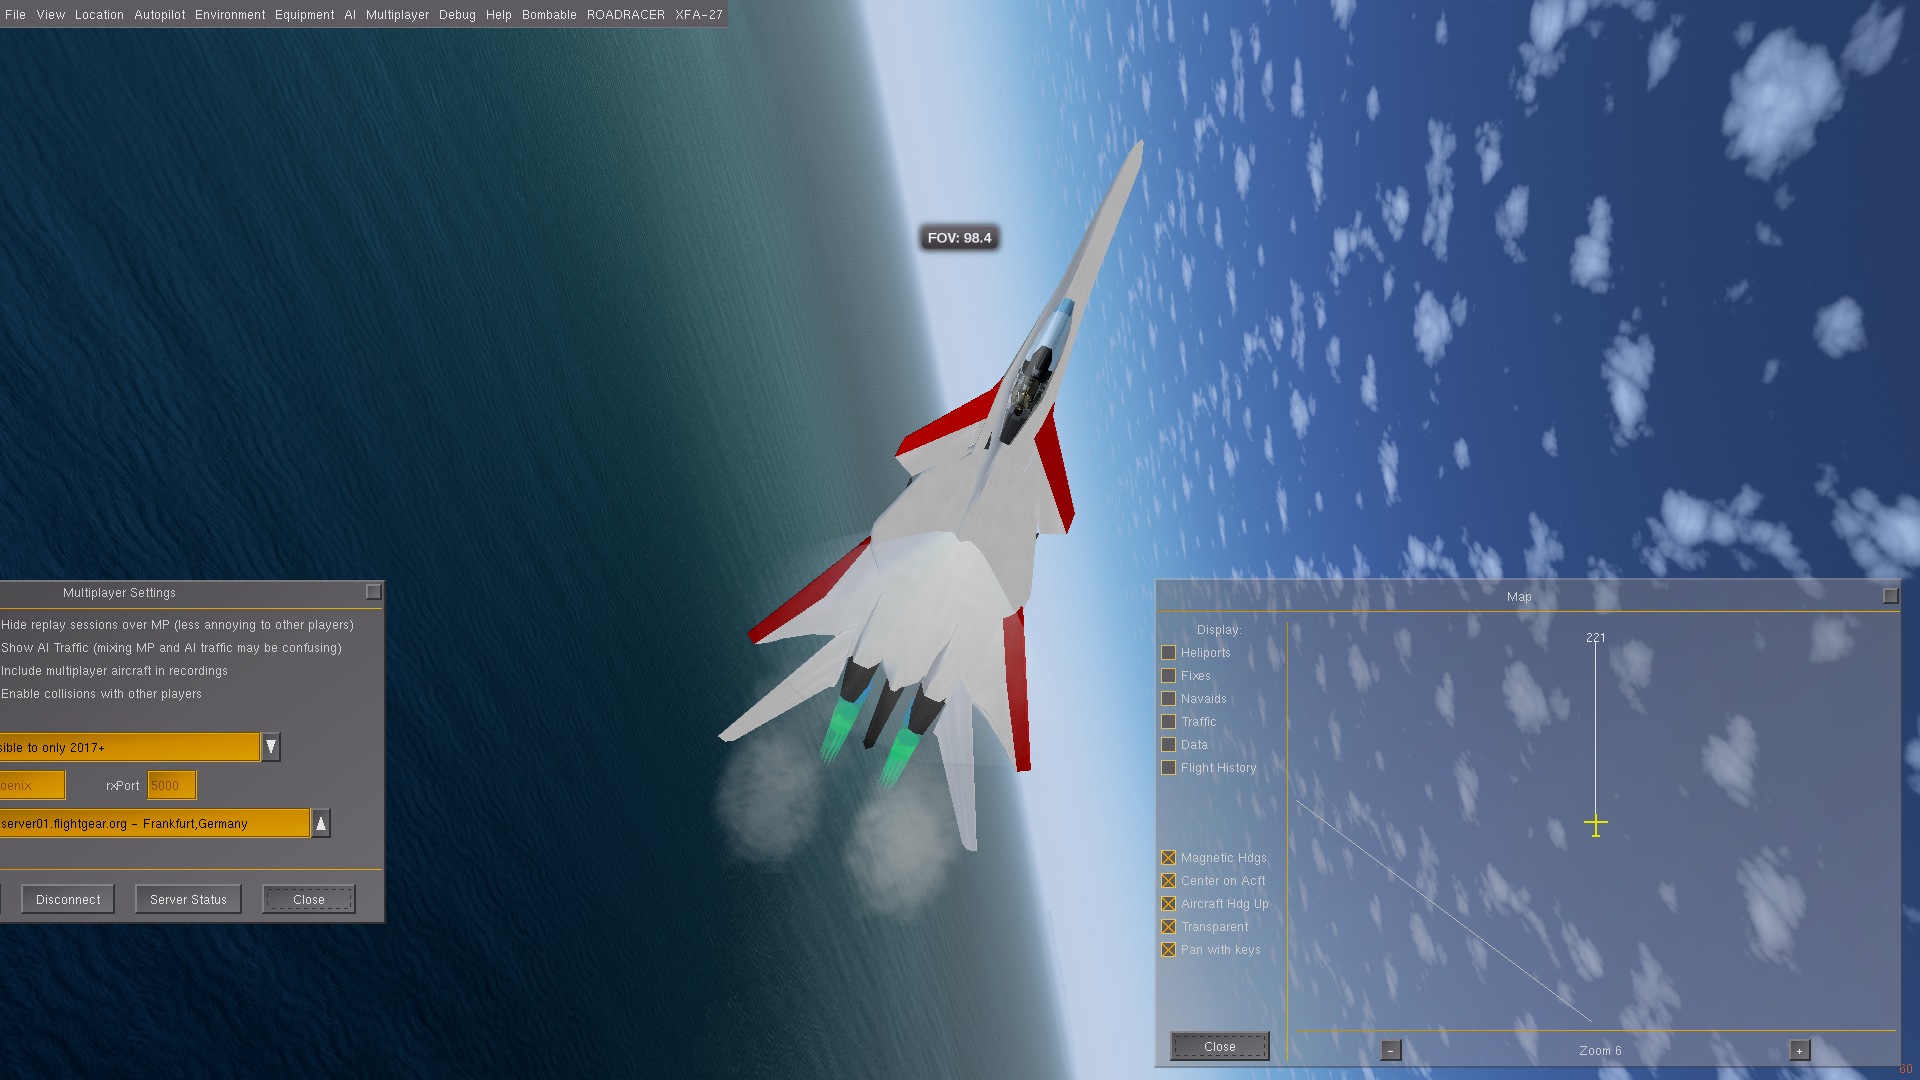 File View Location Autopilot Environment Equipment AI Multiplayer Debug Help Bombable ROADRACER XFA-27
FOV: 98.4
Multiplayer Settings
Hide replay sessions over MP (less annoying to other players)
Show AI Traffic (mixing MP and AI traffic may be confusing)
Include multiplayer aircraft in recordings
Enable collisions with other players
sible to only 2017+
oenix rxPort 5000
server01.flightgear.org - Frankfurt,Germany
Disconnect Server Status Close
Map
Display:
221
Heliports
Fixes
Navaids
Traffic
Data
Flight History
Magnetic Hdgs
Center on Acft
Aircraft Hdg Up
Transparent
Pan with keys
Close - Zoom 6 +
60